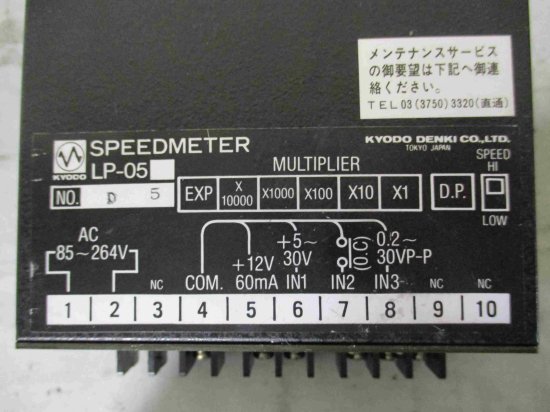 メンテナンスサービス
の御要望は下記へ御連
絡ください。
TEL 03(3750)3320(直通)
KYODO
SPEEDMETER
LP-05
KYODO DENKI CO.,LTD.
TOKYO JAPAN
MULTIPLIER
SPEED
HI
LOW
NO. D 5
EXP X10000 X1000 X100 X10 X1 D.P.
AC
85~264V
NC
COM.
+12V
60mA
+5~
30V
IN1
O.C
IN2
0.2~
30VP-P
IN3
NC NC
1 2 3 4 5 6 7 8 9 10